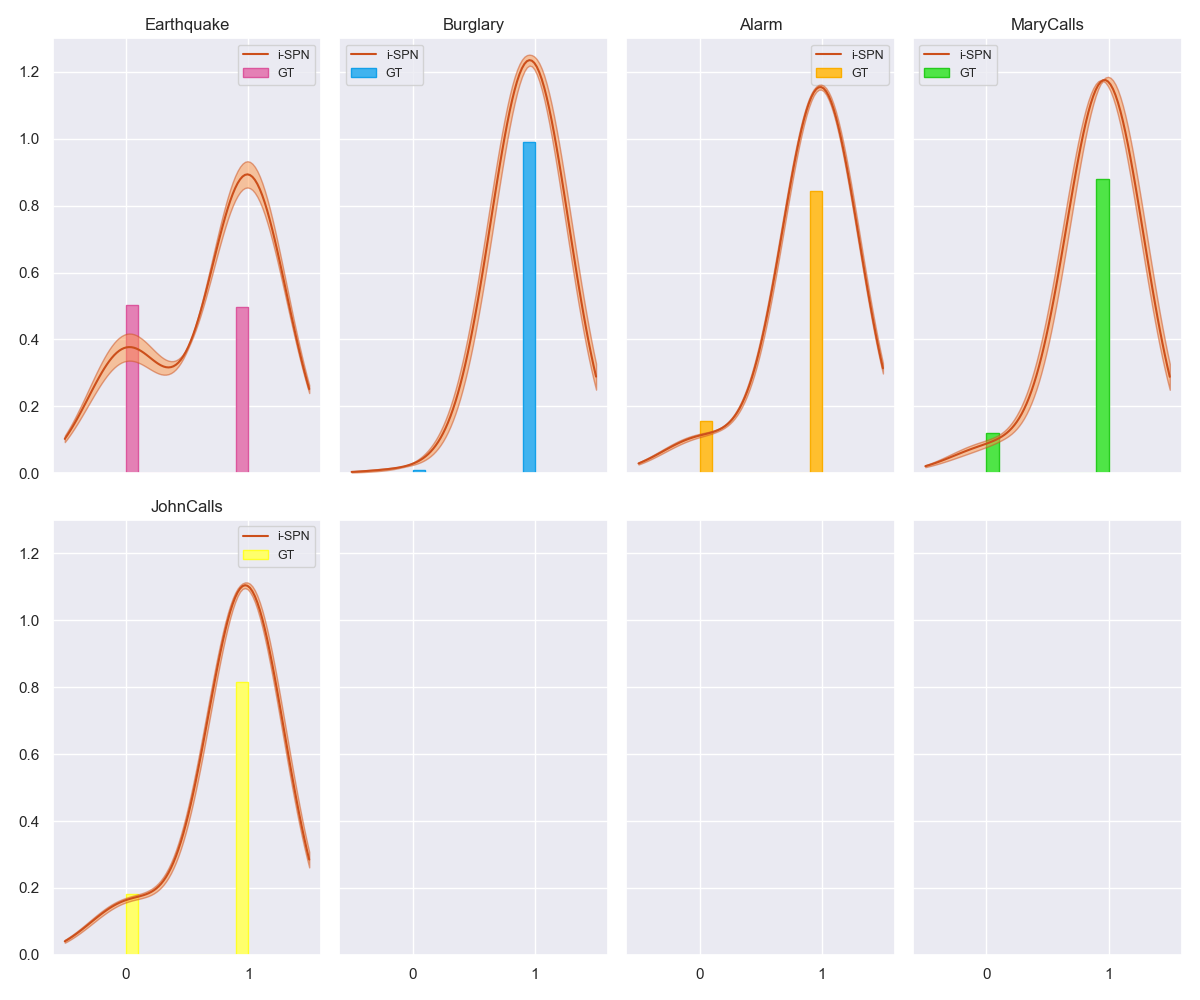 Earthquake Burglary Alarm MaryCalls
i-SPN i-SPN i-SPN i-SPN
GT GT GT GT
1.2
1.0
0.8
0.6
0.4
0.2
0.0
JohnCalls
i-SPN
GT
1.2
1.0
0.8
0.6
0.4
0.2
0.0
0 1 0 1 0 1 0 1